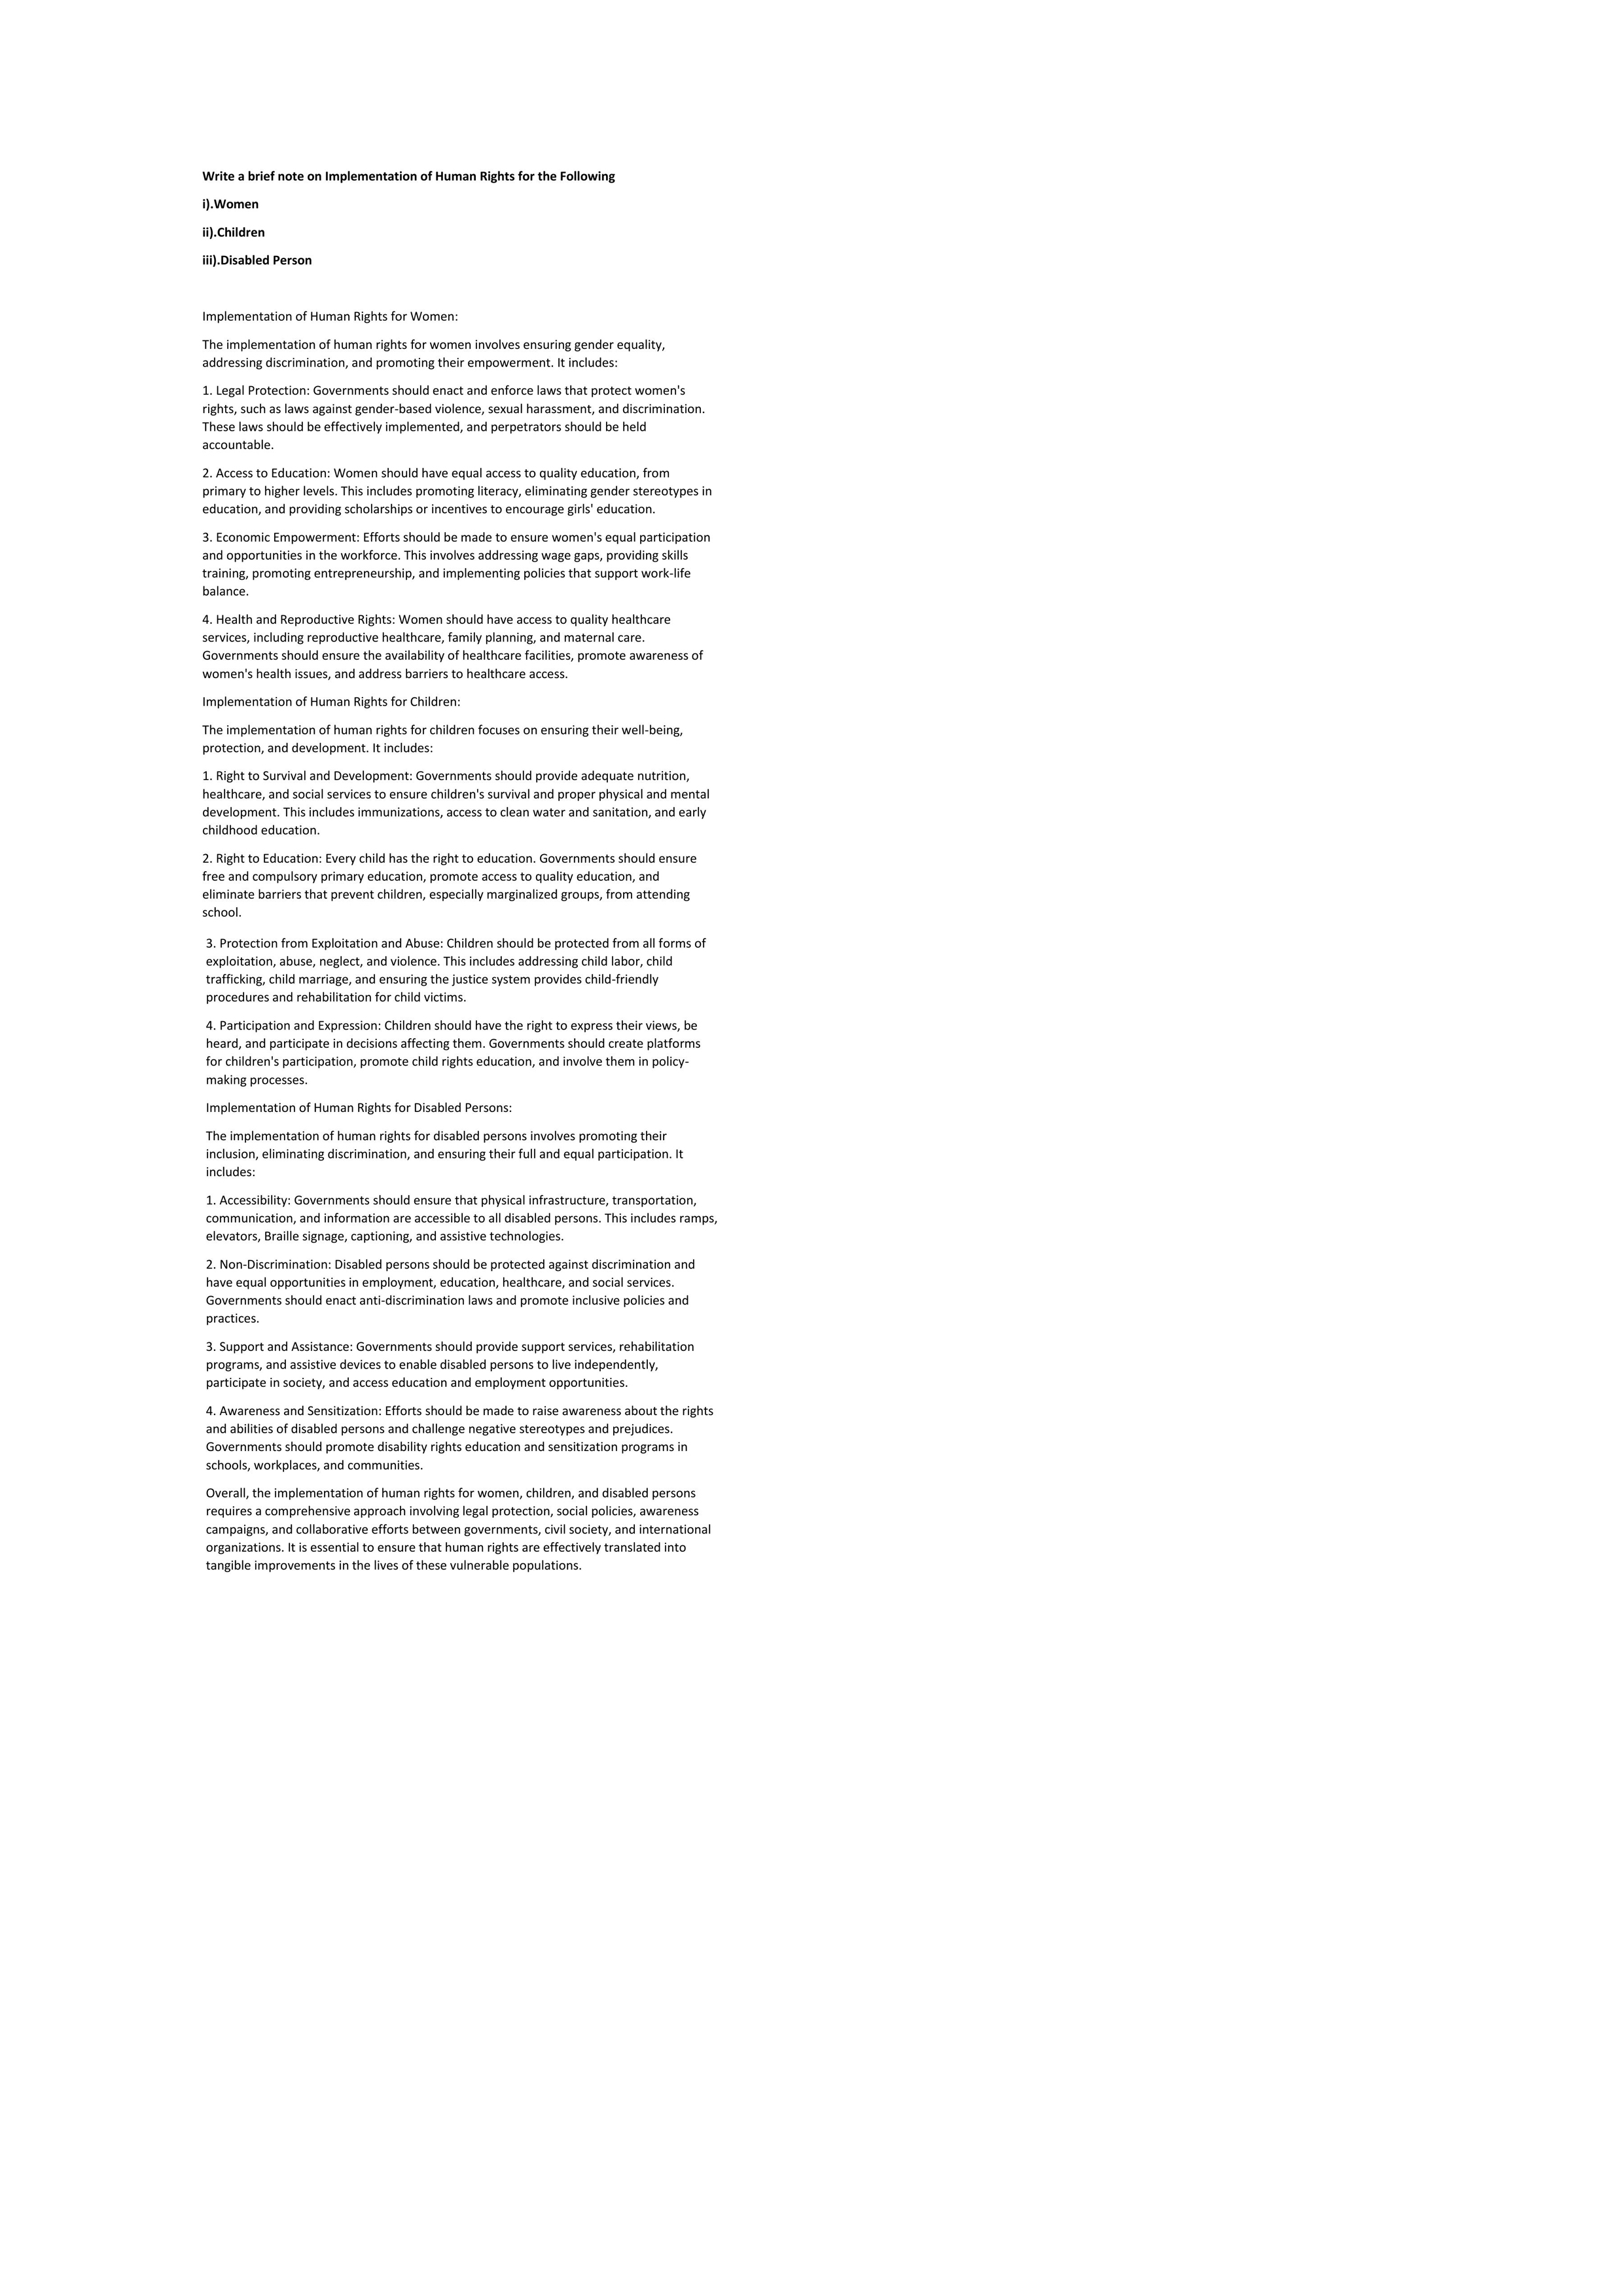 Write a brief note on Implementation of Human Rights for the Following
i).Women
ii).Children
iii).Disabled Person
Implementation of Human Rights for Women:
The implementation of human rights for women involves ensuring gender equality,
addressing discrimination, and promoting their empowerment. It includes:
1. Legal Protection: Governments should enact and enforce laws that protect women's
rights, such as laws against gender-based violence, sexual harassment, and discrimination.
These laws should be effectively implemented, and perpetrators should be held
accountable.
2. Access to Education: Women should have equal access to quality education, from
primary to higher levels. This includes promoting literacy, eliminating gender stereotypes in
education, and providing scholarships or incentives to encourage girls' education.
3. Economic Empowerment: Efforts should be made to ensure women's equal participation
and opportunities in the workforce. This involves addressing wage gaps, providing skills
training, promoting entrepreneurship, and implementing policies that support work-life
balance.
4. Health and Reproductive Rights: Women should have access to quality healthcare
services, including reproductive healthcare, family planning, and maternal care.
Governments should ensure the availability of healthcare facilities, promote awareness of
women's health issues, and address barriers to healthcare access.
Implementation of Human Rights for Children:
The implementation of human rights for children focuses on ensuring their well-being,
protection, and development. It includes:
1. Right to Survival and Development: Governments should provide adequate nutrition,
healthcare, and social services to ensure children's survival and proper physical and mental
development. This includes immunizations, access to clean water and sanitation, and early
childhood education.
2. Right to Education: Every child has the right to education. Governments should ensure
free and compulsory primary education, promote access to quality education, and
eliminate barriers that prevent children, especially marginalized groups, from attending
school.
3. Protection from Exploitation and Abuse: Children should be protected from all forms of
exploitation, abuse, neglect, and violence. This includes addressing child labor, child
trafficking, child marriage, and ensuring the justice system provides child-friendly
procedures and rehabilitation for child victims.
4. Participation and Expression: Children should have the right to express their views, be
heard, and participate in decisions affecting them. Governments should create platforms
for children's participation, promote child rights education, and involve them in policy-
making processes.
Implementation of Human Rights for Disabled Persons:
The implementation of human rights for disabled persons involves promoting their
inclusion, eliminating discrimination, and ensuring their full and equal participation. It
includes:
1. Accessibility: Governments should ensure that physical infrastructure, transportation,
communication, and information are accessible to all disabled persons. This includes ramps,
elevators, Braille signage, captioning, and assistive technologies.
2. Non-Discrimination: Disabled persons should be protected against discrimination and
have equal opportunities in employment, education, healthcare, and social services.
Governments should enact anti-discrimination laws and promote inclusive policies and
practices.
3. Support and Assistance: Governments should provide support services, rehabilitation
programs, and assistive devices to enable disabled persons to live independently,
participate in society, and access education and employment opportunities.
4. Awareness and Sensitization: Efforts should be made to raise awareness about the rights
and abilities of disabled persons and challenge negative stereotypes and prejudices.
Governments should promote disability rights education and sensitization programs in
schools, workplaces, and communities.
Overall, the implementation of human rights for women, children, and disabled persons
requires a comprehensive approach involving legal protection, social policies, awareness
campaigns, and collaborative efforts between governments, civil society, and international
organizations. It is essential to ensure that human rights are effectively translated into
tangible improvements in the lives of these vulnerable populations.